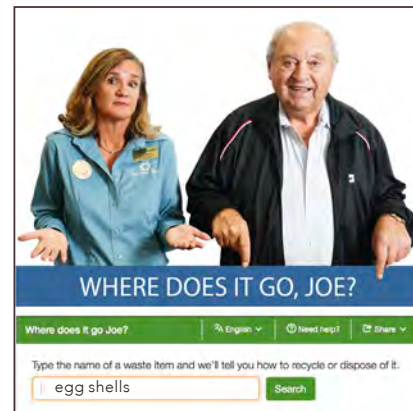 WHERE DOES IT GO, JOE?
Where does it go Joe? English Need help? Share
Type the name of a waste item and we'll tell you how to recycle or dispose of it.
egg shells Search